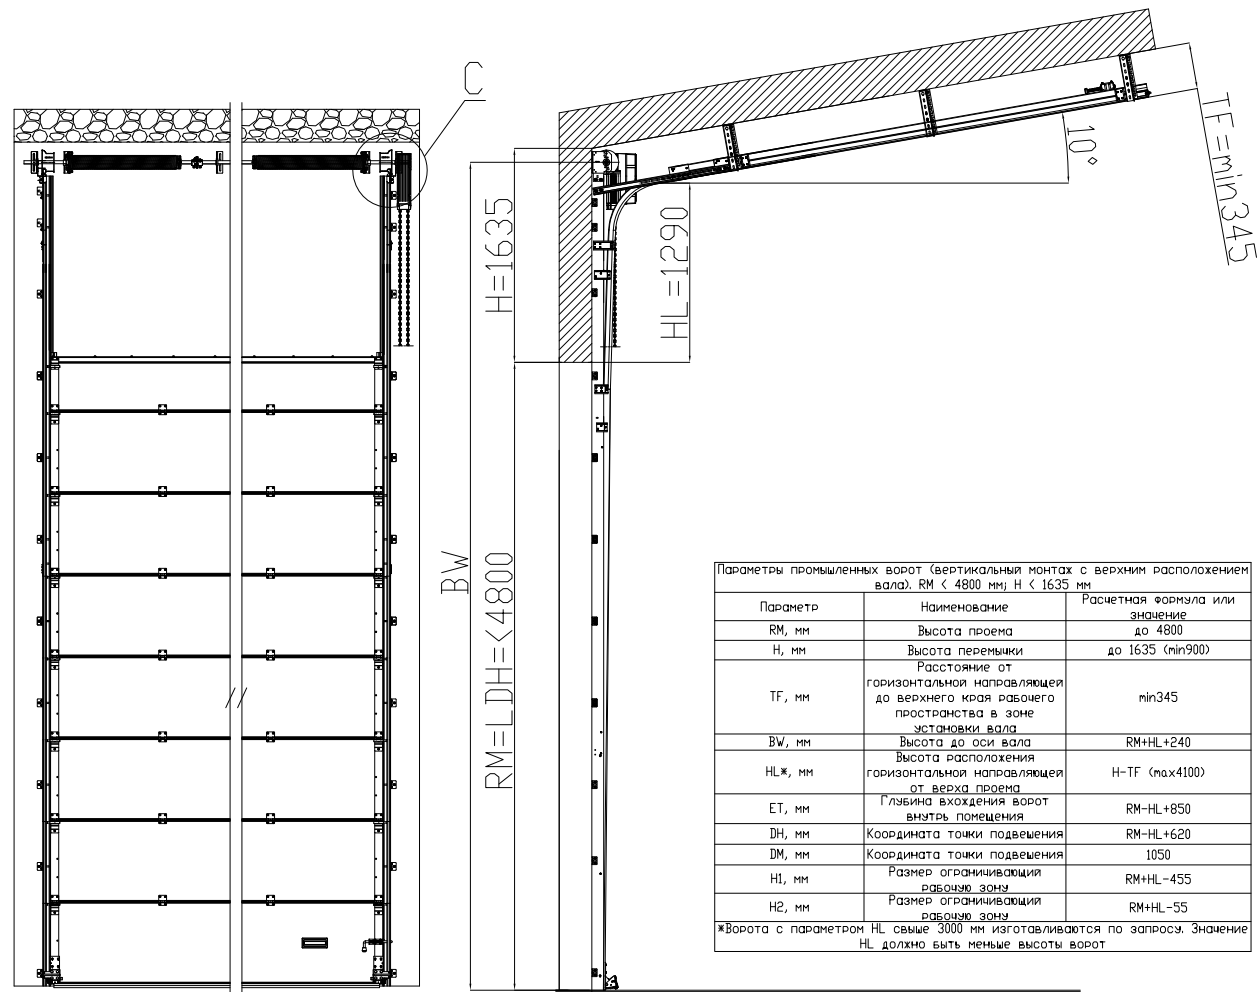 C
10°
TF=min345
H=1635
HL=1290
BW
RM=LDH=<4800
Параметры промышленных ворот (вертикальный монтаж с верхним расположением
вала). RM < 4800 мм; H < 1635 мм
Параметр
Наименование
Расчетная формула или
значение
RM, мм
Высота проема
до 4800
H, мм
Высота перемычки
до 1635 (min900)
TF, мм
Расстояние от
горизонтальной направляющей
до верхнего края рабочего
пространства в зоне
установки вала
min345
BW, мм
Высота до оси вала
RM+HL+240
HL*, мм
Высота расположения
горизонтальной направляющей
от верха проема
H-TF (max4100)
ET, мм
Глубина вхождения ворот
внутрь помещения
RM-HL+850
DH, мм
Координата точки подвешения
RM-HL+620
DM, мм
Координата точки подвешения
1050
H1, мм
Размер ограничивающий
рабочую зону
RM+HL-455
H2, мм
Размер ограничивающий
рабочую зону
RM+HL-55
*Ворота с параметром HL свыше 3000 мм изготавливаются по запросу. Значение
HL должно быть меньше высоты ворот